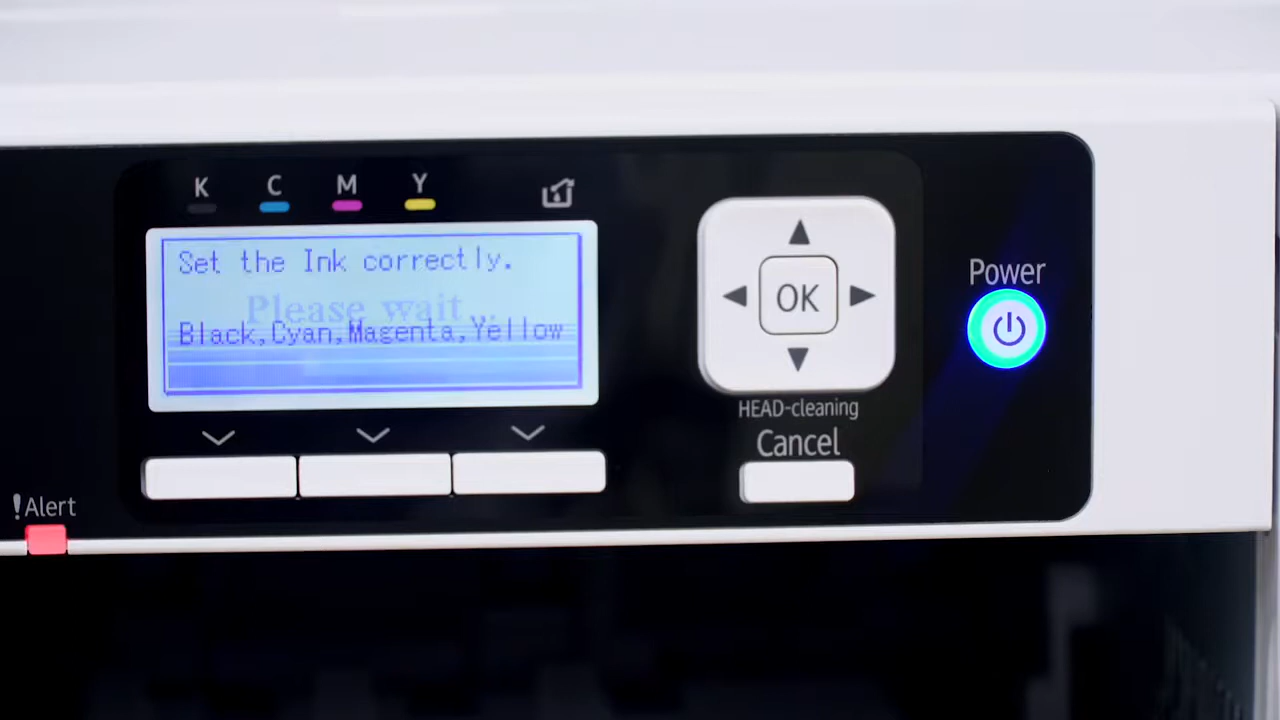 K C M Y
Set the Ink correctly.
Please wait...
Black,Cyan,Magenta,Yellow
OK
HEAD-cleaning
Cancel
Power
!Alert